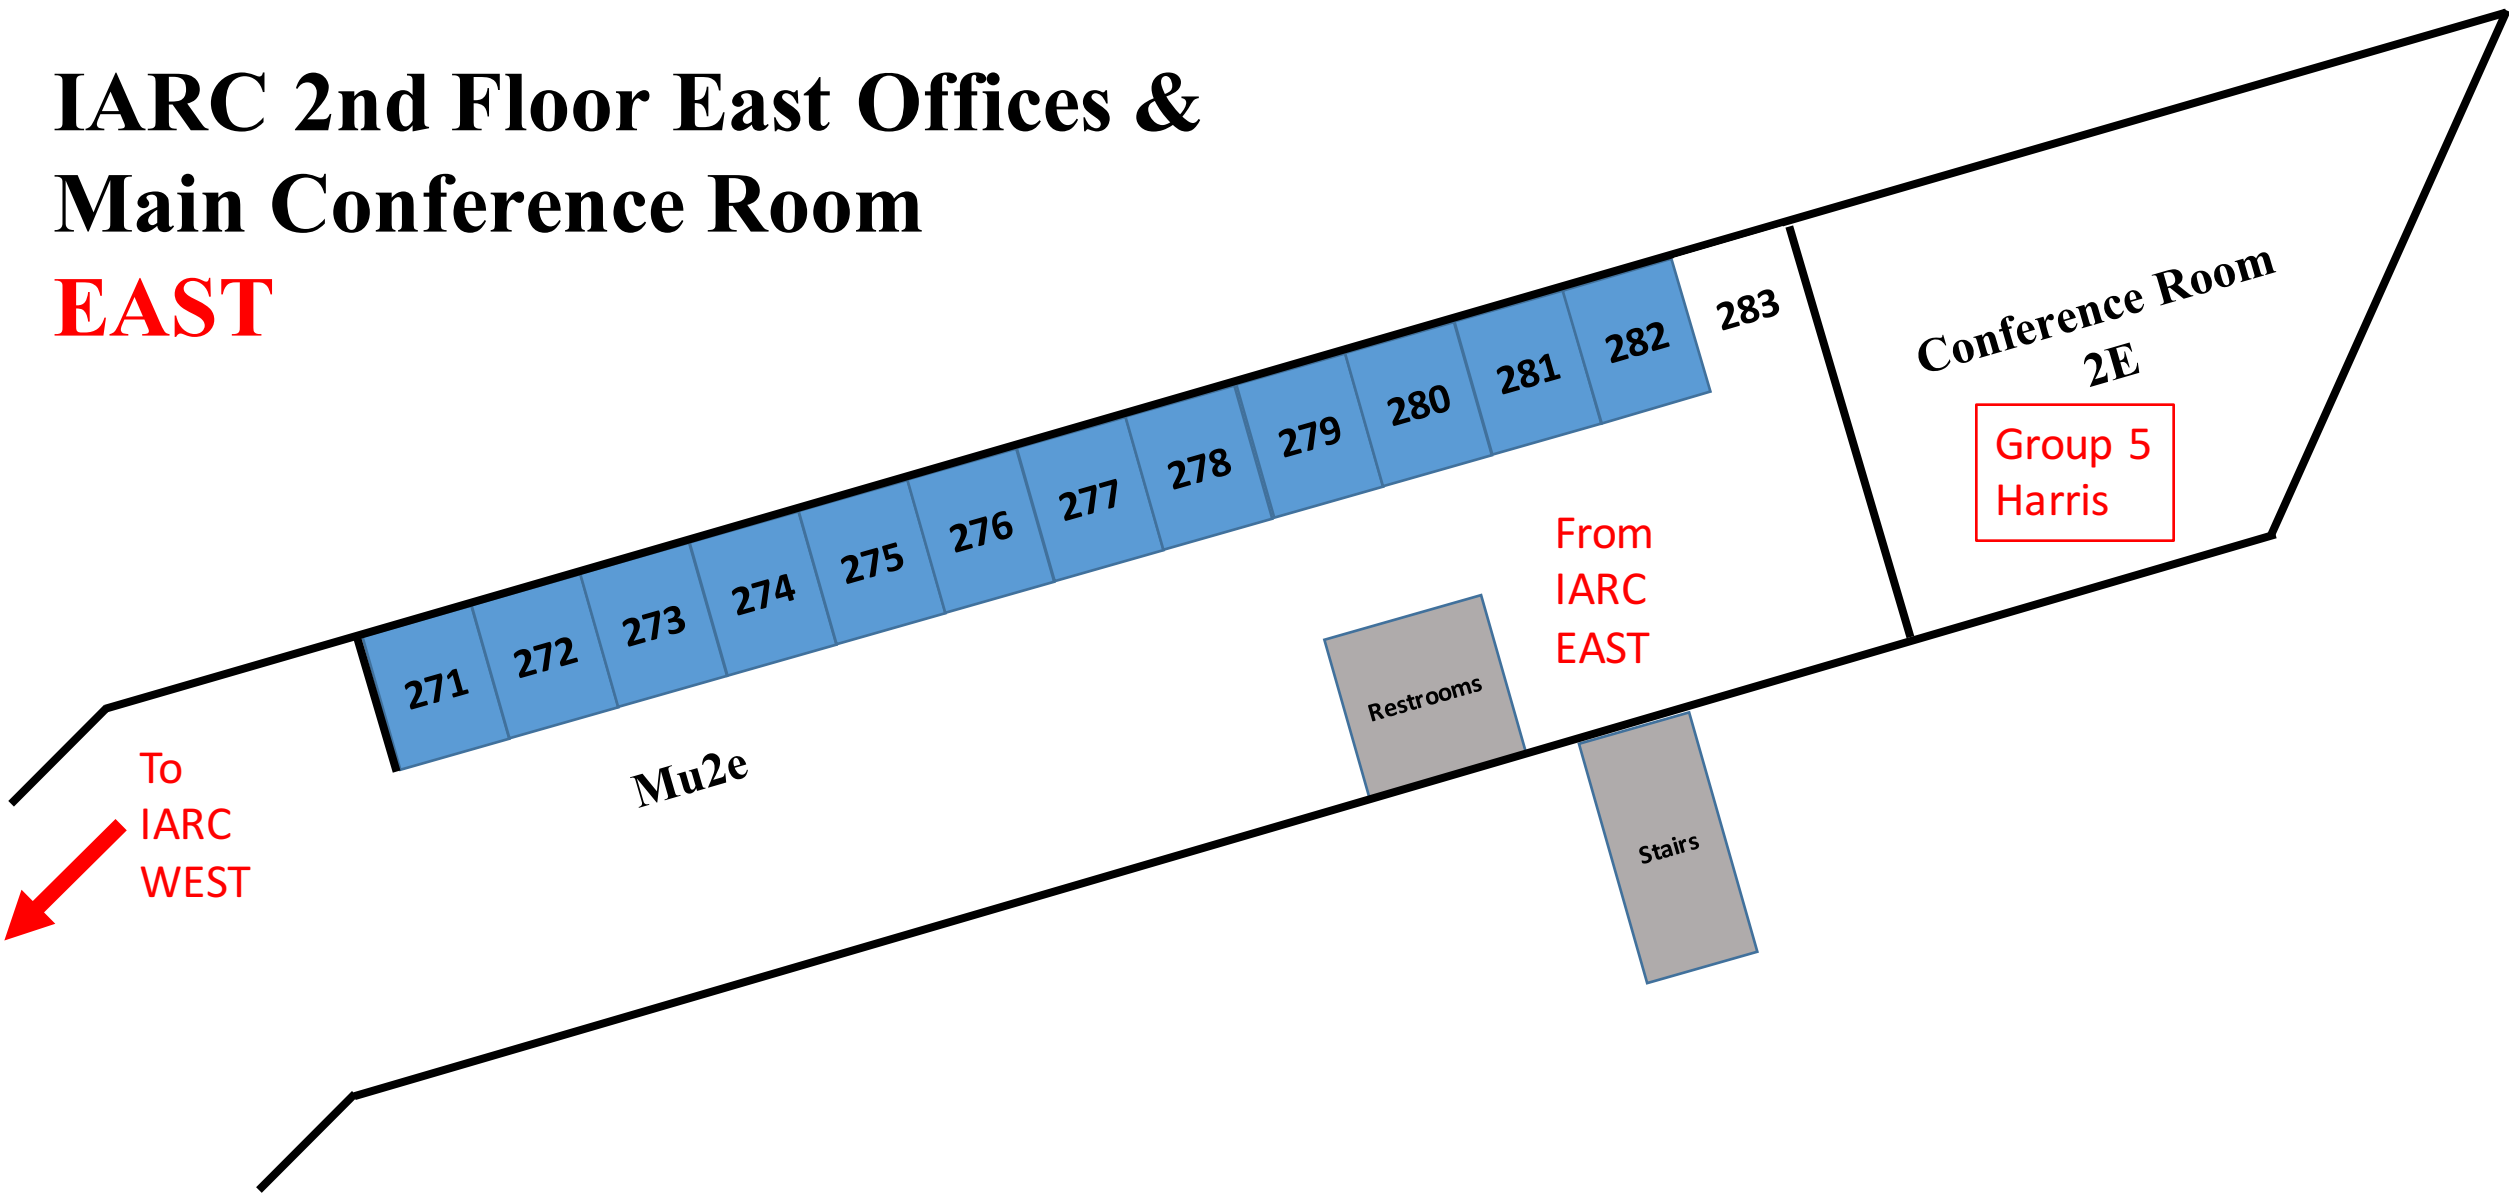 IARC 2nd Floor East Offices &
Main Conference Room
EAST
271
272
273
274
275
276
277
278
279
280
281
282
283
Conference Room
2E
Group 5
Harris
From
IARC
EAST
Restrooms
Stairs
Mu2e
To
IARC
WEST